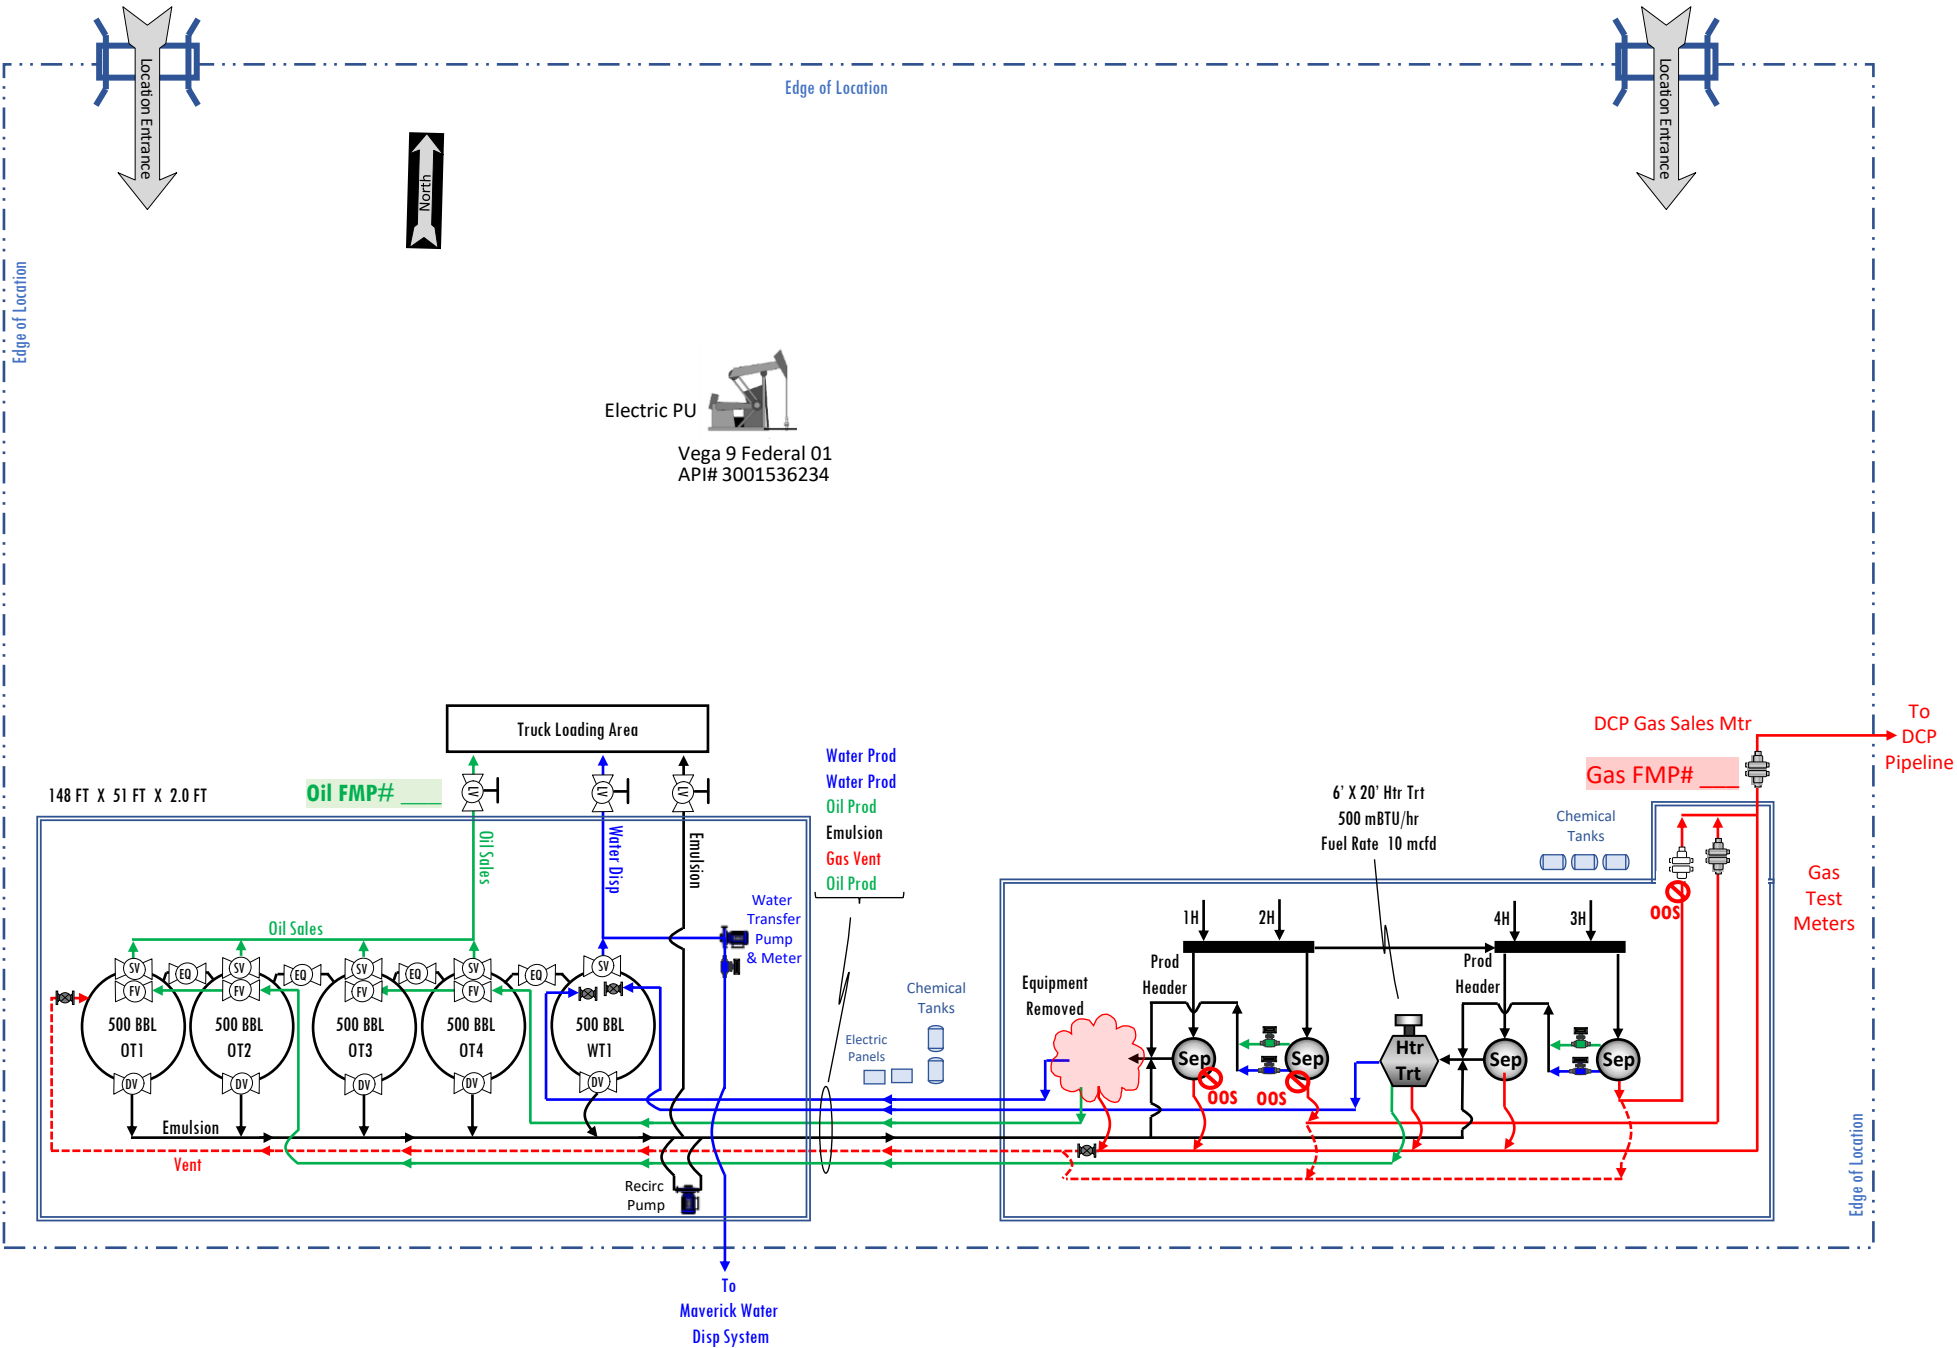 Location Entrance
Location Entrance
Edge of Location
North
Edge of Location
Electric PU
Vega 9 Federal 01
API# 3001536234
To
DCP
Pipeline
DCP Gas Sales Mtr
Gas FMP# ____
Truck Loading Area
148 FT X 51 FT X 2.0 FT
Oil FMP# ____
LV
LV
LV
Water Prod
Water Prod
Oil Prod
Emulsion
Gas Vent
Oil Prod
6' X 20' Htr Trt
500 mBTU/hr
Fuel Rate 10 mcfd
Chemical
Tanks
Gas
Test
Meters
OOS
Oil Sales
Water Disp
Emulsion
Oil Sales
Water
Transfer
Pump
& Meter
1H
2H
4H
3H
Prod
Header
Prod
Header
Equipment
Removed
Chemical
Tanks
Electric
Panels
SV
EQ
SV
EQ
SV
EQ
SV
EQ
SV
FV
FV
FV
FV
500 BBL
OT1
500 BBL
OT2
500 BBL
OT3
500 BBL
OT4
500 BBL
WT1
DV
DV
DV
DV
DV
Sep
Sep
Htr
Trt
Sep
Sep
OOS
OOS
Emulsion
Vent
Recirc
Pump
Edge of Location
To
Maverick Water
Disp System